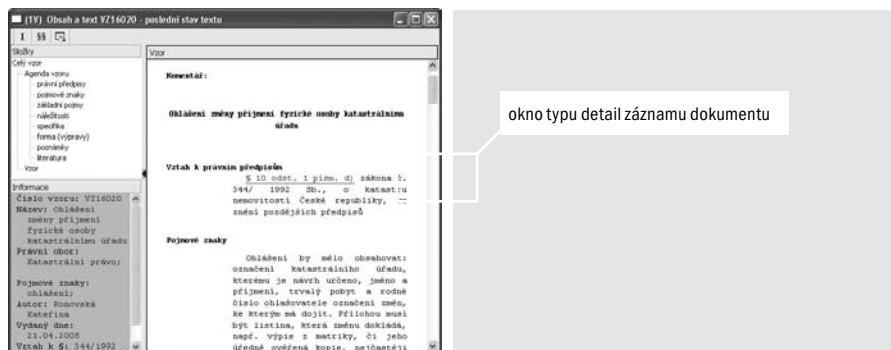 (1V) Obsah a text VZ16020 - poslední stav textu
I §§
Složky
Celý vzor
Agenda vzoru
právní předpisy
pojmové znaky
základní pojmy
náležitosti
specifika
forma (výpravy)
poznámky
literatura
Vzor
Informace
Číslo vzoru: VZ16020
Název: Ohlášení
změny příjmení
fyzické osoby
katastrálnímu úřadu
Právní obor:
Katastrální právo;
Pojmové znaky:
ohlášení;
Autor: Ronovská
Kateřina
Vydaný dne:
21.04.2005
Vztah k §: 344/1992
Vzor
Komentář:
Ohlášení změny příjmení fyzické osoby katastrálnímu
úřadu
Vztah k právním předpisům
§ 10 odst. 1 písm. d) zákona č.
344/ 1992 Sb., o katastru
nemovitostí České republiky, ve
znění pozdějších předpisů
Pojmové znaky
Ohlášení by mělo obsahovat:
označení katastrálního úřadu,
kterému je návrh určeno, jméno a
příjmení, trvalý pobyt a rodné
číslo ohlašovatele označení změn,
ke kterým má dojít. Přílohou musí
být listina, která změnu dokládá,
např. výpis z matriky, či jeho
úředně ověřená kopie, nejčastěji
okno typu detail záznamu dokumentu